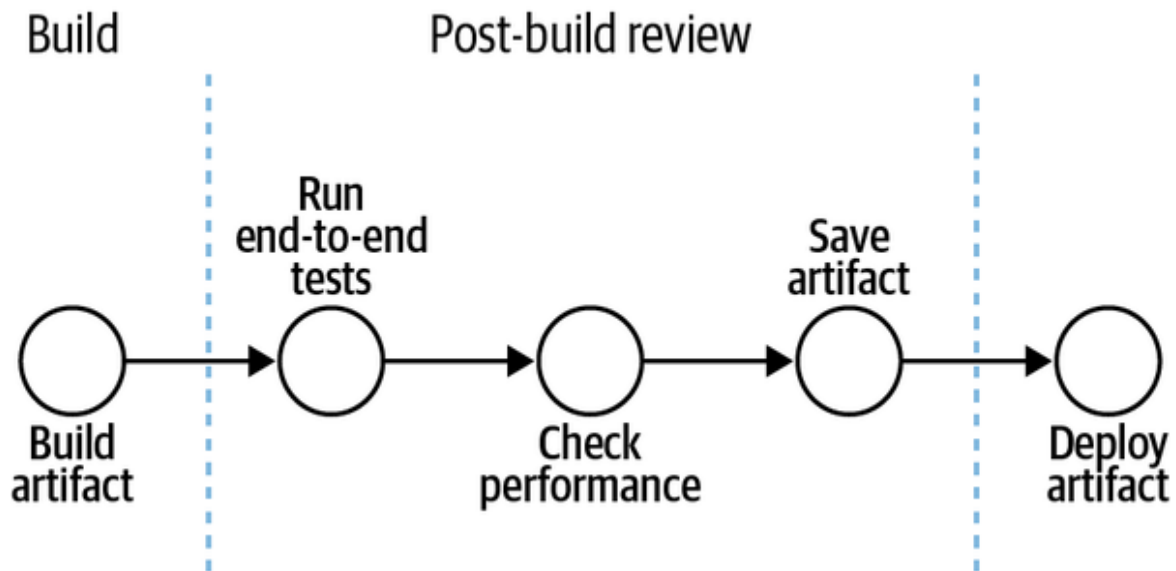 Build
Post-build review
Run
end-to-end
tests
Save
artifact
Build
artifact
Check
performance
Deploy
artifact